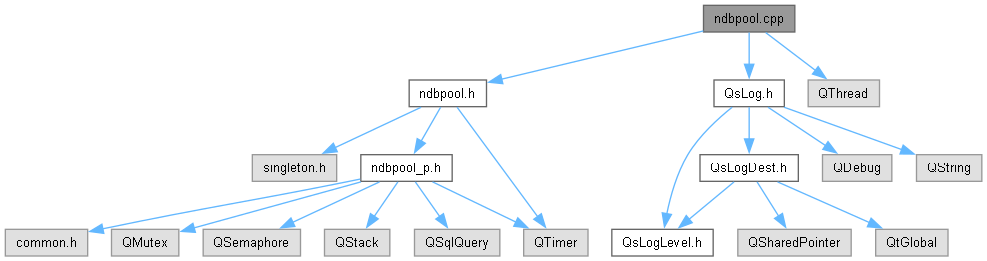 ndbpool.cpp
ndbpool.h
QsLog.h
QThread
singleton.h
ndbpool_p.h
QsLogDest.h
QDebug
QString
common.h
QMutex
QSemaphore
QStack
QSqlQuery
QTimer
QsLogLevel.h
QSharedPointer
QtGlobal